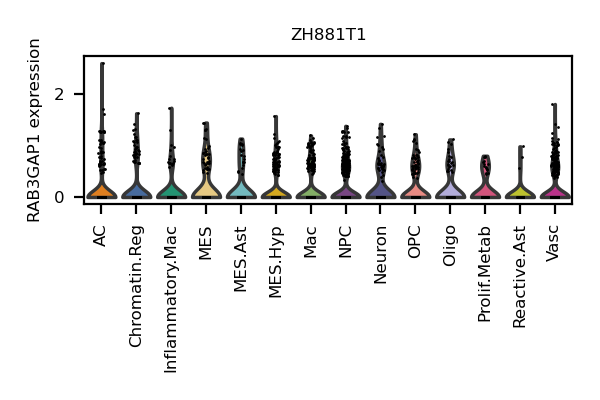 ZH881T1
RAB3GAP1 expression
2
0
AC
Chromatin.Reg
Inflammatory.Mac
MES
MES.Ast
MES.Hyp
Mac
NPC
Neuron
OPC
Oligo
Prolif.Metab
Reactive.Ast
Vasc